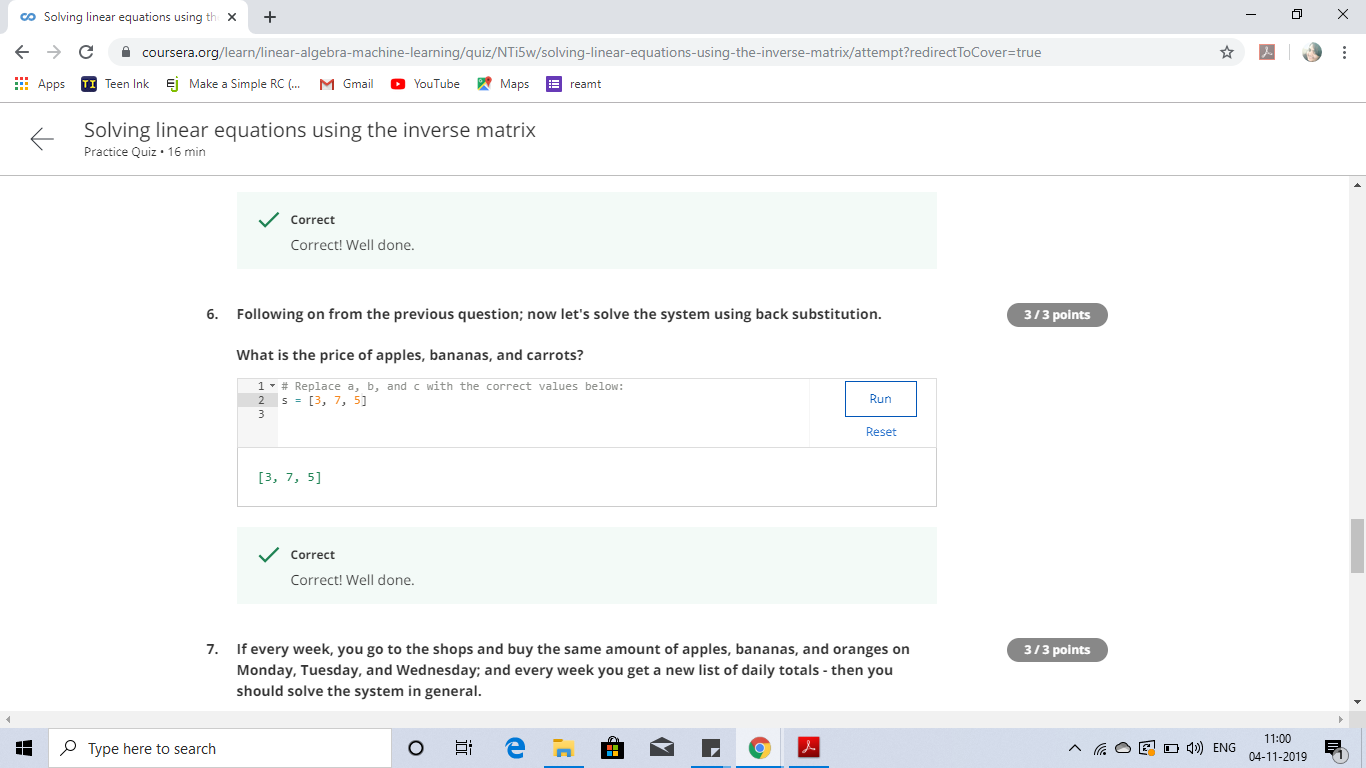 Solving linear equations using th
coursera.org/learn/linear-algebra-machine-learning/quiz/NTi5w/solving-linear-equations-using-the-inverse-matrix/attempt?redirectToCover=true
Apps TI Teen Ink Ej Make a Simple RC (... Gmail YouTube Maps reamt
Solving linear equations using the inverse matrix
Practice Quiz • 16 min
Correct
Correct! Well done.
6. Following on from the previous question; now let's solve the system using back substitution. 3 / 3 points
What is the price of apples, bananas, and carrots?
1 # Replace a, b, and c with the correct values below:
2 s = [3, 7, 5]
3
Run
Reset
[3, 7, 5]
Correct
Correct! Well done.
7. If every week, you go to the shops and buy the same amount of apples, bananas, and oranges on 3 / 3 points
Monday, Tuesday, and Wednesday; and every week you get a new list of daily totals - then you
should solve the system in general.
Type here to search
ENG
11:00
04-11-2019
1